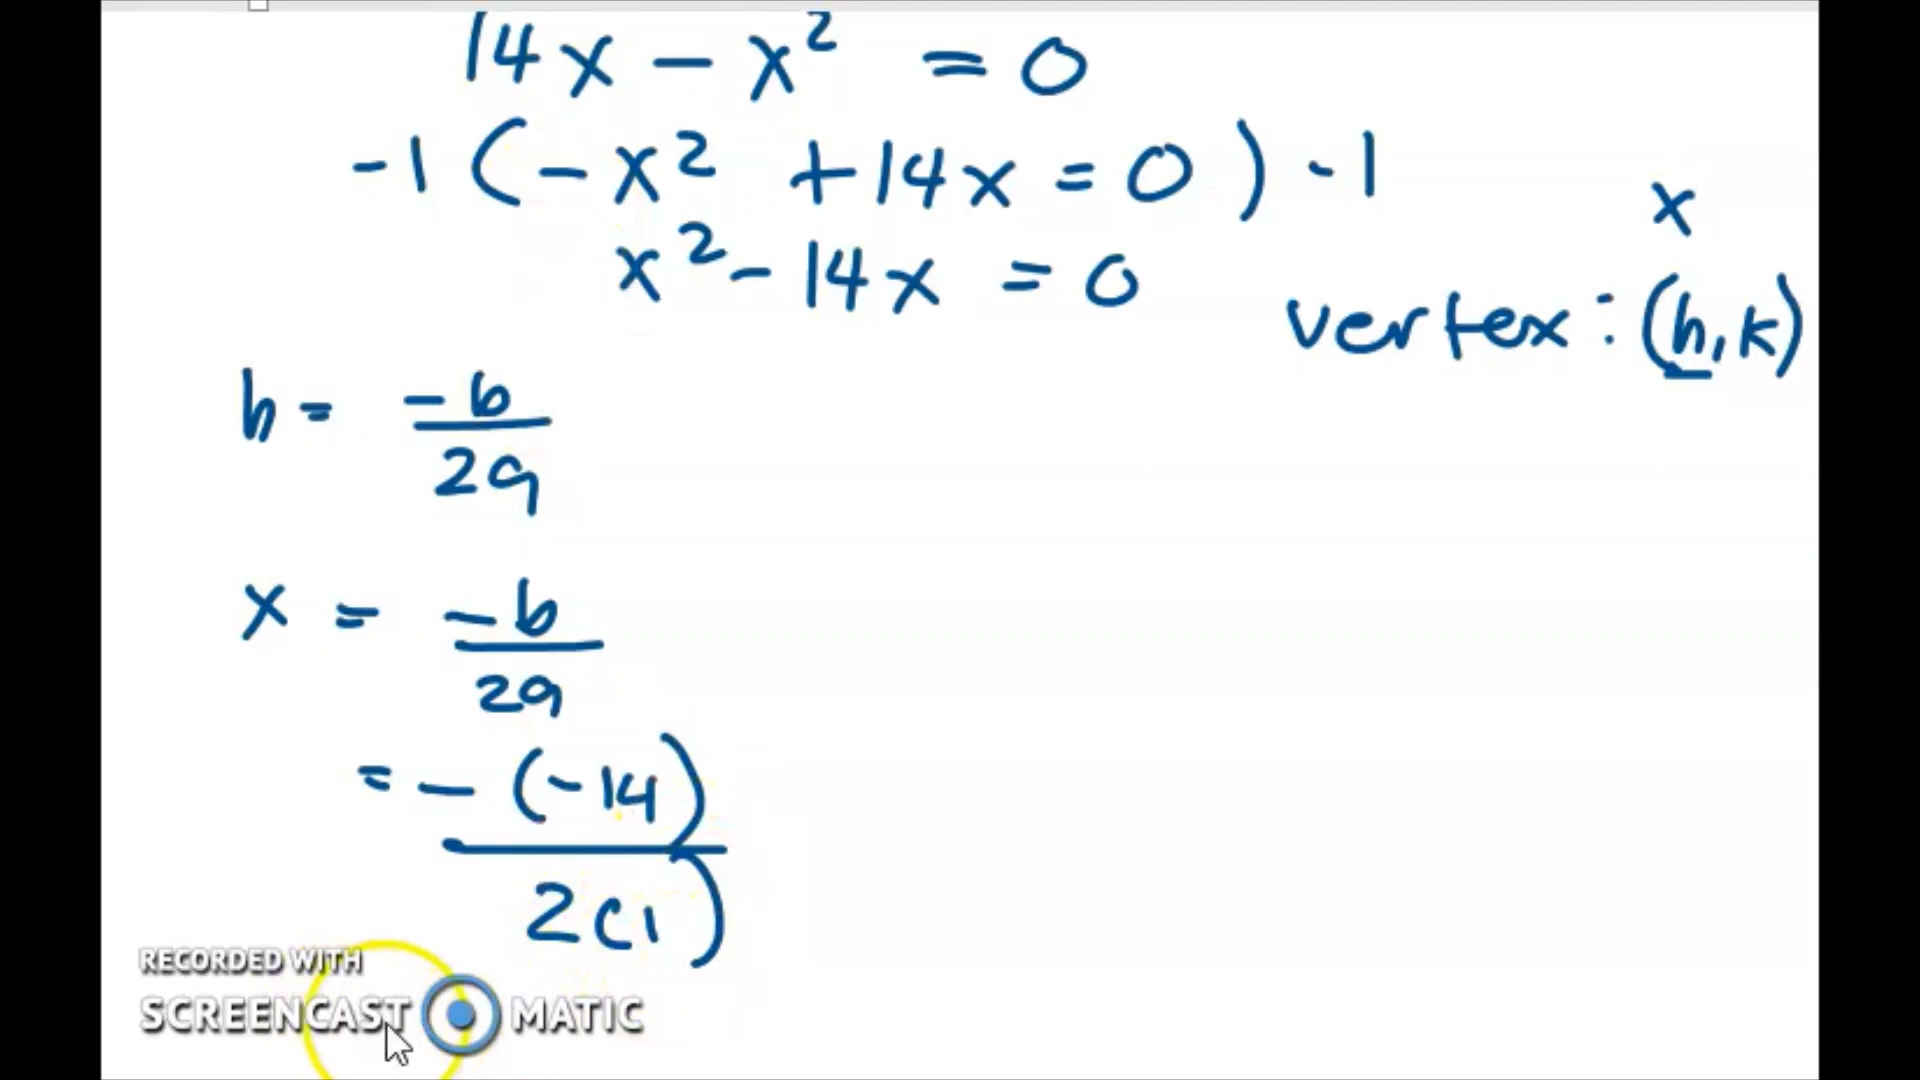 14x - x² = 0
-1 ( -x² + 14x = 0 ) · 1
x² - 14x = 0
x
vertex : (h, k)
h = -b
2a
x = -b
2a
= - (-14)
2(1)
RECORDED WITH
SCREENCAST MATIC